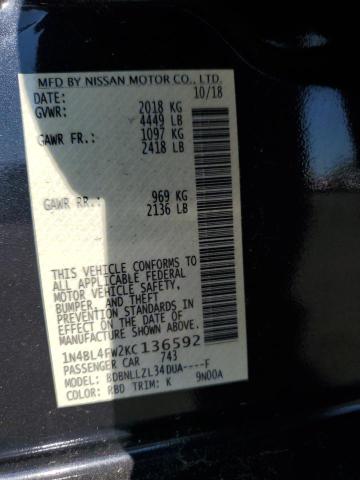 MFD BY NISSAN MOTOR CO., LTD.
DATE: 10/18
GVWR: 2018 KG
4449 LB
GAWR FR.: 1097 KG
2418 LB
GAWR RR.: 969 KG
2136 LB
THIS VEHICLE CONFORMS TO
ALL APPLICABLE FEDERAL
MOTOR VEHICLE SAFETY,
BUMPER, AND THEFT
PREVENTION STANDARDS IN
EFFECT ON THE DATE OF
MANUFACTURE SHOWN ABOVE.
1N4BL4FW2KC136592
PASSENGER CAR 743
MODEL: BDBNLLZL34DUA----F
COLOR: RBD TRIM: K 9N00A